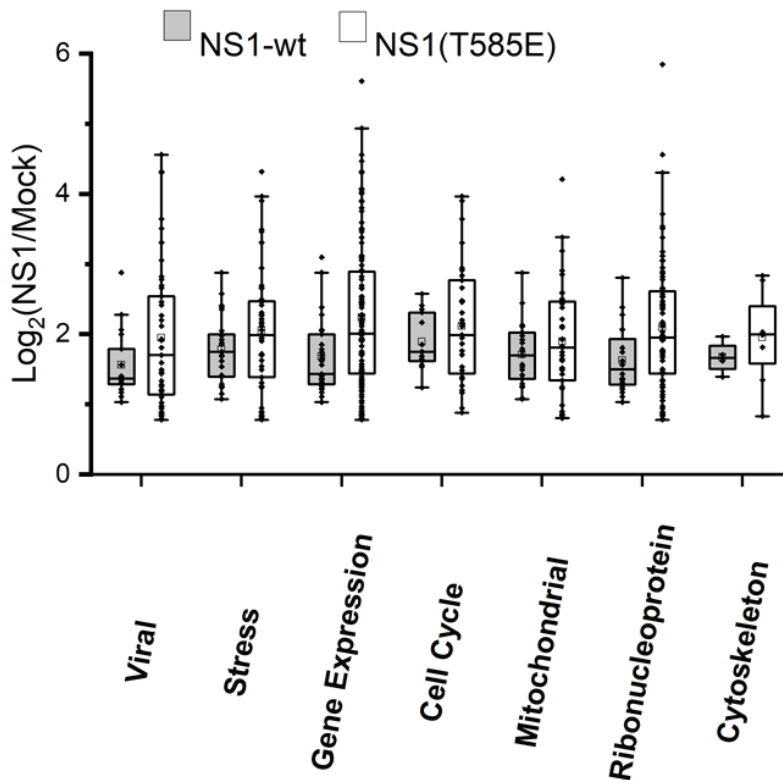 NS1-wt NS1(T585E)
6
4
2
0
Log₂(NS1/Mock)
Viral
Stress
Gene Expression
Cell Cycle
Mitochondrial
Ribonucleoprotein
Cytoskeleton